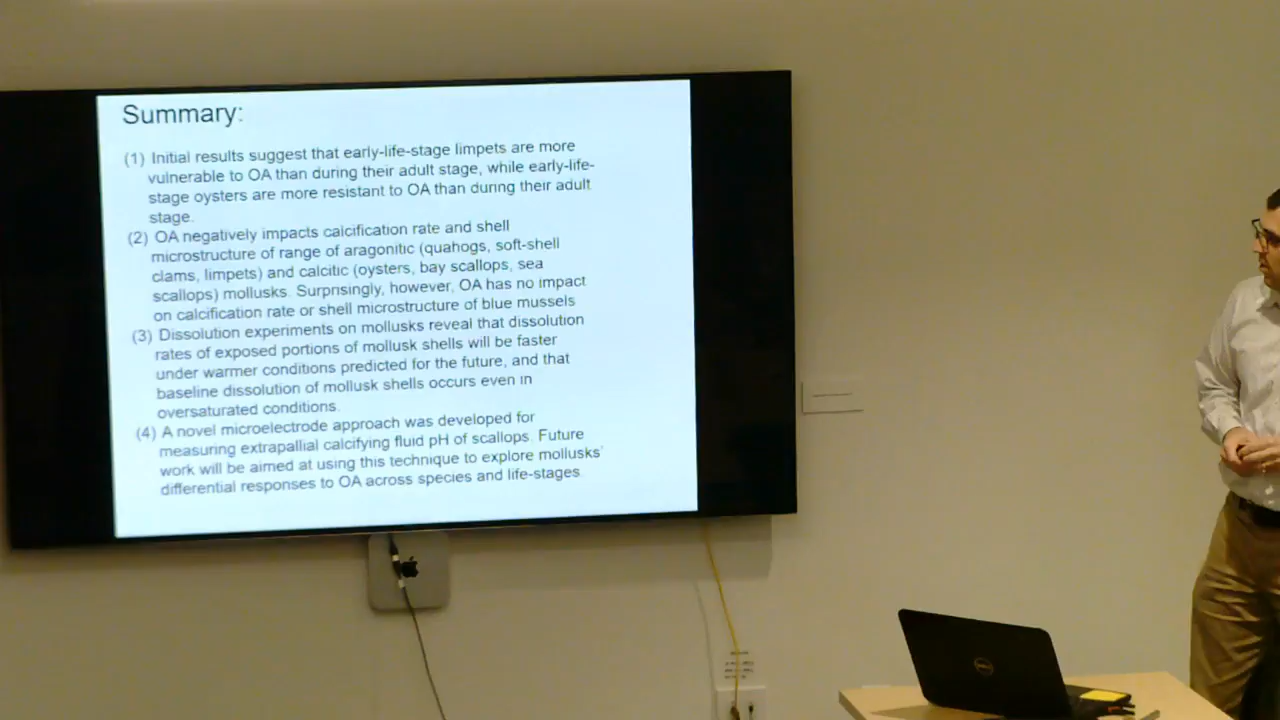 Summary:
(1) Initial results suggest that early-life-stage limpets are more
vulnerable to OA than during their adult stage, while early-life-
stage oysters are more resistant to OA than during their adult
stage.
(2) OA negatively impacts calcification rate and shell
microstructure of range of aragonitic (quahogs, soft-shell
clams, limpets) and calcitic (oysters, bay scallops, sea
scallops) mollusks. Surprisingly, however, OA has no impact
on calcification rate or shell microstructure of blue mussels
(3) Dissolution experiments on mollusks reveal that dissolution
rates of exposed portions of mollusk shells will be faster
under warmer conditions predicted for the future, and that
baseline dissolution of mollusk shells occurs even in
oversaturated conditions.
(4) A novel microelectrode approach was developed for
measuring extrapallial calcifying fluid pH of scallops. Future
work will be aimed at using this technique to explore mollusks'
differential responses to OA across species and life-stages
DELL